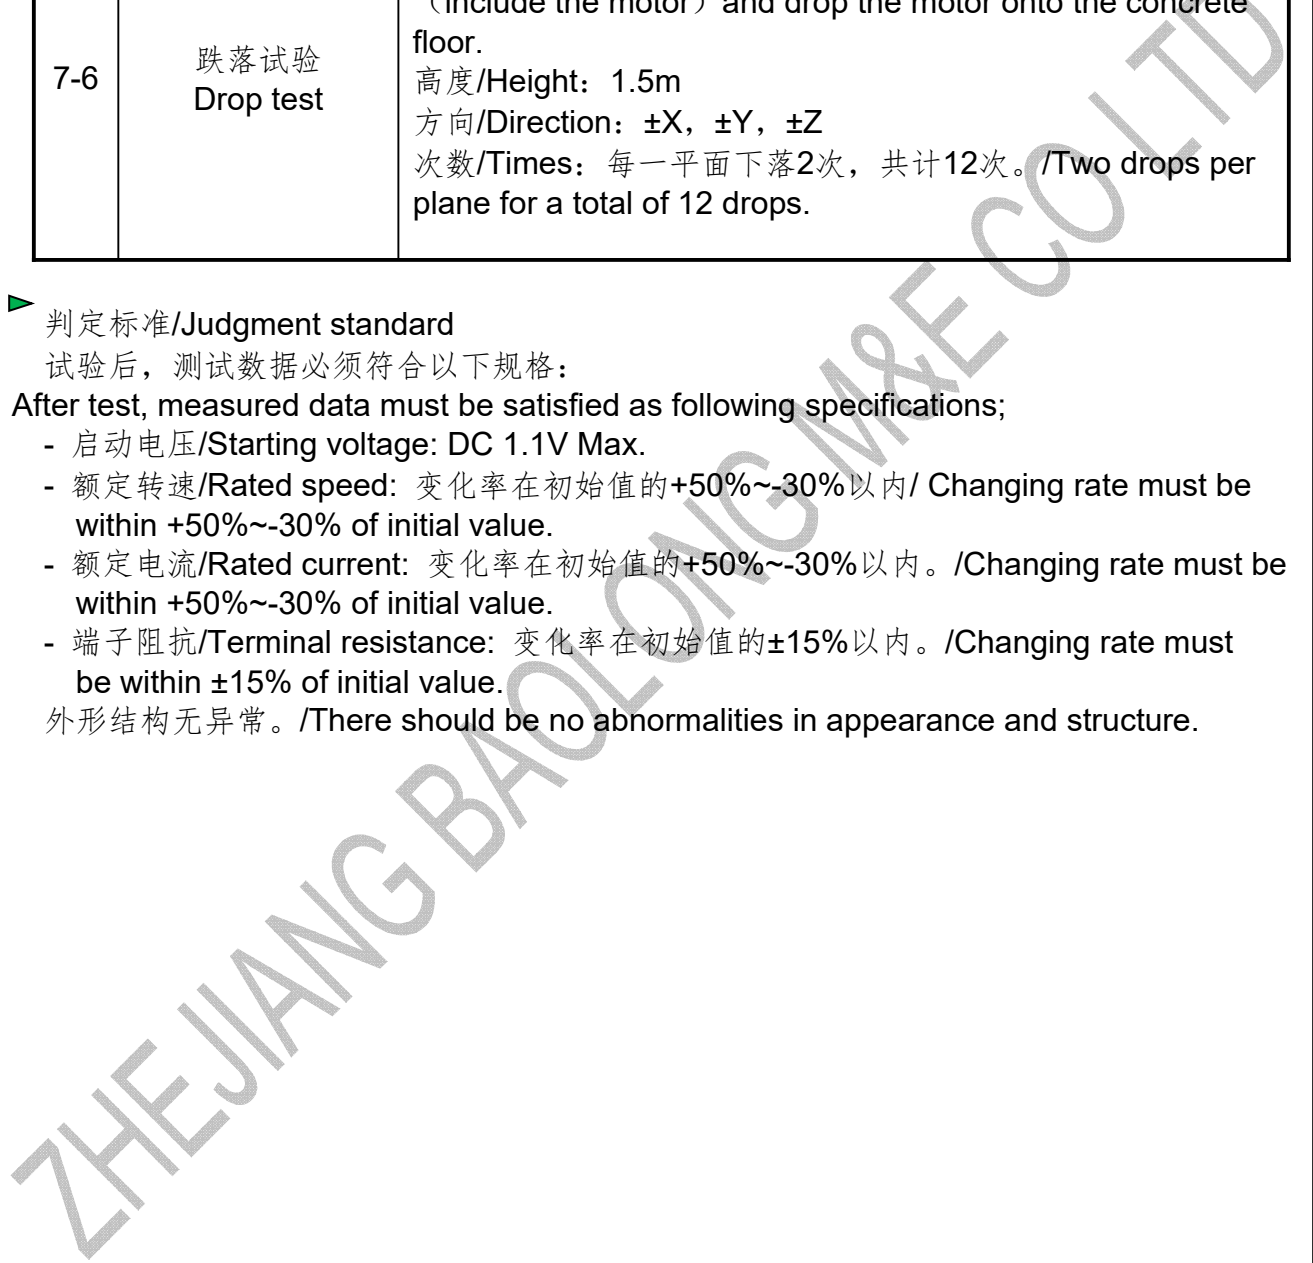 （include the motor）and drop the motor onto the concrete
floor.
7-6
跌落试验
Drop test
高度/Height：1.5m
方向/Direction：±X，±Y，±Z
次数/Times：每一平面下落2次，共计12次。/Two drops per
plane for a total of 12 drops.
判定标准/Judgment standard
试验后，测试数据必须符合以下规格：
After test, measured data must be satisfied as following specifications;
- 启动电压/Starting voltage: DC 1.1V Max.
- 额定转速/Rated speed: 变化率在初始值的+50%~-30%以内/ Changing rate must be
within +50%~-30% of initial value.
- 额定电流/Rated current: 变化率在初始值的+50%~-30%以内。/Changing rate must be
within +50%~-30% of initial value.
- 端子阻抗/Terminal resistance: 变化率在初始值的±15%以内。/Changing rate must
be within ±15% of initial value.
外形结构无异常。/There should be no abnormalities in appearance and structure.
ZHEJIANG BAOLONG M&E CO LTD